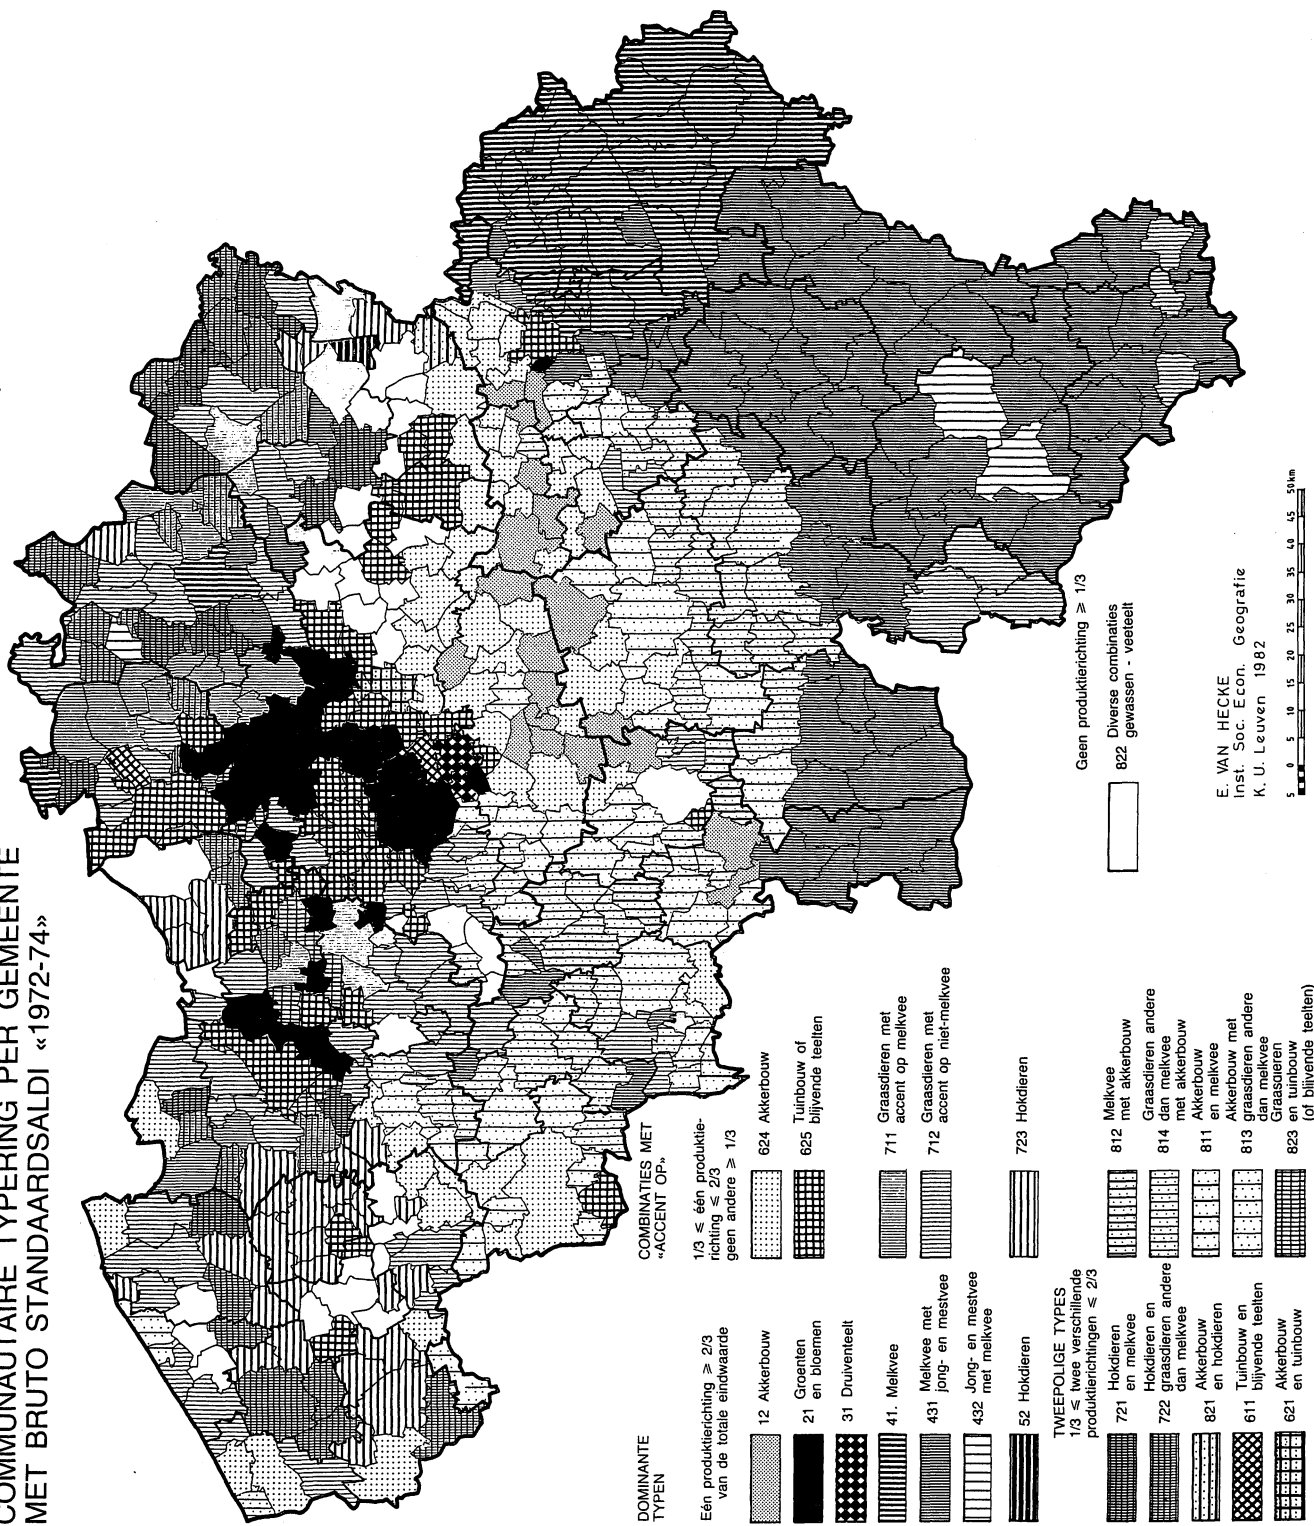 COMMUNAUTAIRE TYPERING PER GEMEENTE
MET BRUTO STANDAARDSALDI «1972-74»
DOMINANTE
TYPEN
Eén produktierichting ≥ 2/3
van de totale eindwaarde
12 Akkerbouw
21 Groenten
en bloemen
31 Druiventeelt
41. Melkvee
431 Melkvee met
jong- en mestvee
432 Jong- en mestvee
met melkvee
52 Hokdieren
COMBINATIES MET
«ACCENT OP»
1/3 ≤ één produktie-
richting ≤ 2/3
geen andere ≥ 1/3
624 Akkerbouw
625 Tuinbouw of
blijvende teelten
711 Graasdieren met
accent op melkvee
712 Graasdieren met
accent op niet-melkvee
723 Hokdieren
TWEEPOLIGE TYPES
1/3 ≤ twee verschillende
produktierichtingen ≤ 2/3
721 Hokdieren
en melkvee
722 Hokdieren en
graasdieren andere
dan melkvee
821 Akkerbouw
en hokdieren
611 Tuinbouw en
blijvende teelten
621 Akkerbouw
en tuinbouw
812 Melkvee
met akkerbouw
814 Graasdieren andere
dan melkvee
met akkerbouw
811 Akkerbouw
en melkvee
813 Akkerbouw met
graasdieren andere
dan melkvee
823 Graasdieren
en tuinbouw
(of blijvende teelten)
Geen produktierichting ≥ 1/3
822 Diverse combinaties
gewassen - veeteelt
E. VAN HECKE
Inst. Soc. Econ. Geografie
K. U. Leuven 1982
5 0 5 10 15 20 25 30 35 40 45 50km